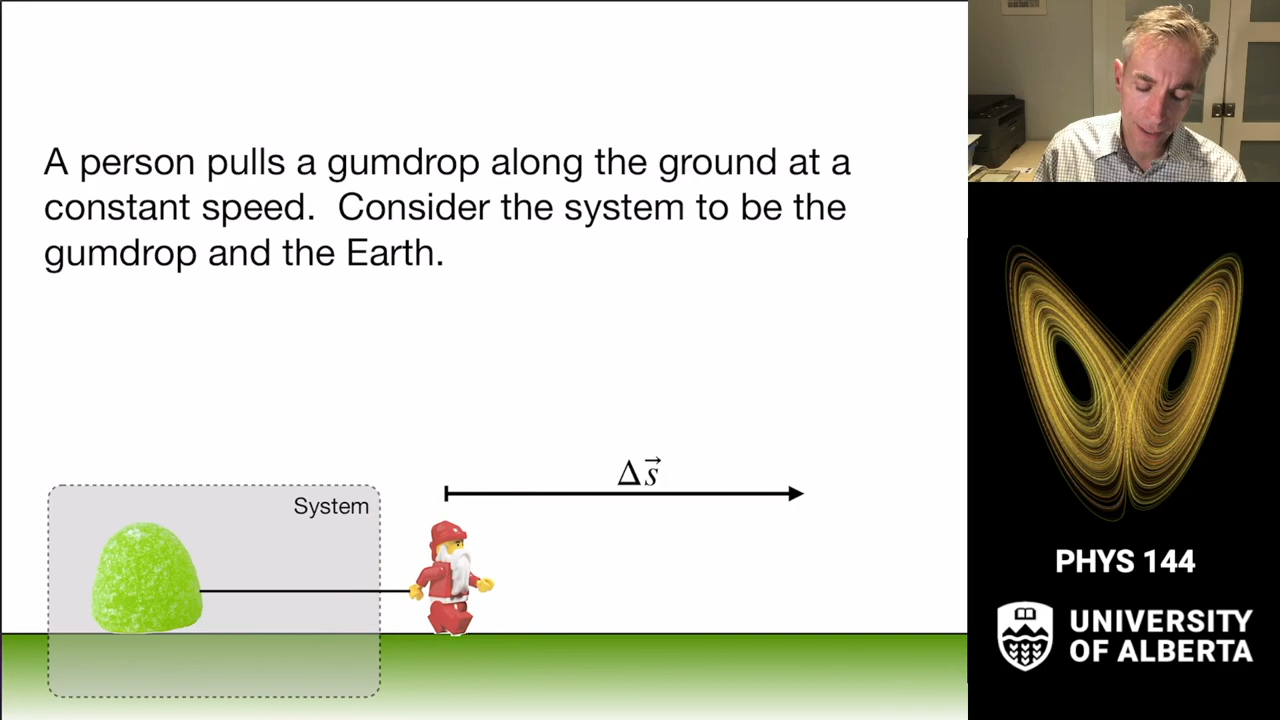 A person pulls a gumdrop along the ground at a
constant speed.  Consider the system to be the
gumdrop and the Earth.
Δs⃗
System
PHYS 144
UNIVERSITY
OF ALBERTA